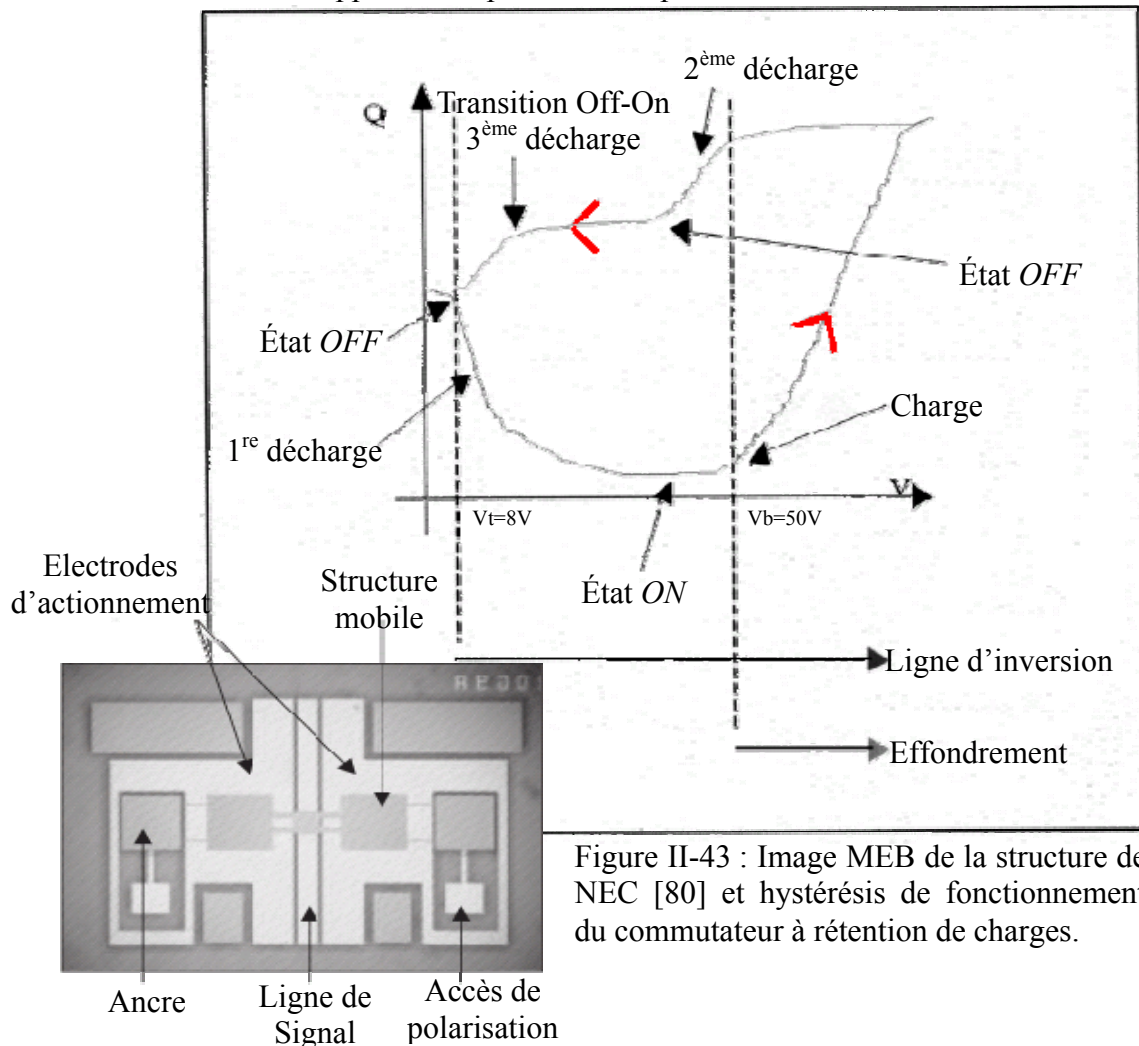 2ème décharge
Q
Transition Off-On
3ème décharge
État OFF
État OFF
Charge
1re décharge
V
Vt=8V
Vb=50V
État ON
Electrodes
d’actionnement
Structure
mobile
Ligne d’inversion
Effondrement
Figure II-43 : Image MEB de la structure de
NEC [80] et hystérésis de fonctionnement
du commutateur à rétention de charges.
Ancre
Ligne de
Signal
Accès de
polarisation